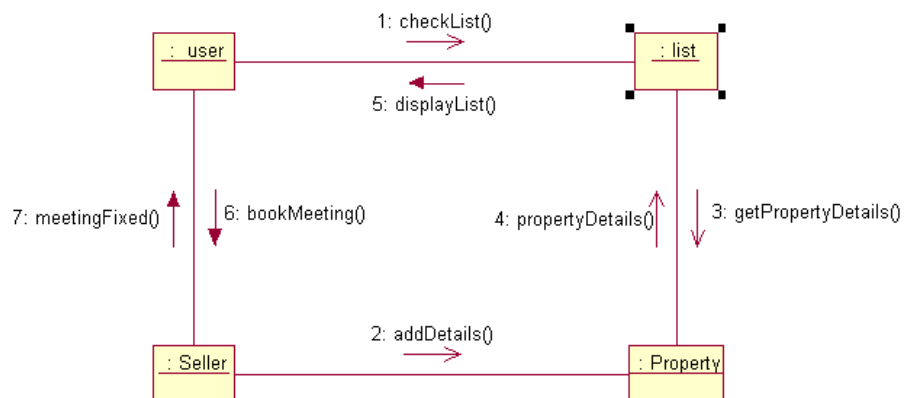 1: checkList()
: user
: list
5: displayList()
7: meetingFixed()
6: bookMeeting()
4: propertyDetails()
3: getPropertyDetails()
2: addDetails()
: Seller
: Property